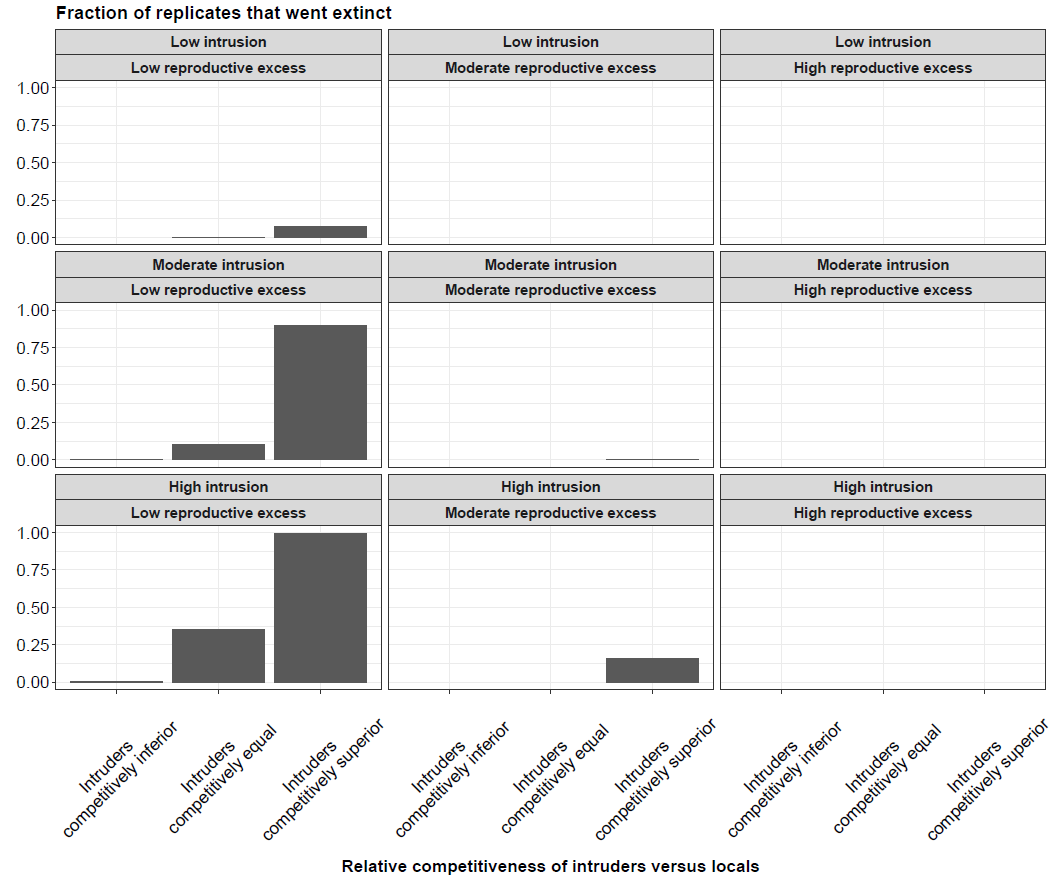 Fraction of replicates that went extinct
Low intrusion
Low intrusion
Low intrusion
Low reproductive excess
Moderate reproductive excess
High reproductive excess
1.00
0.75
0.50
0.25
0.00
Moderate intrusion
Moderate intrusion
Moderate intrusion
Low reproductive excess
Moderate reproductive excess
High reproductive excess
1.00
0.75
0.50
0.25
0.00
High intrusion
High intrusion
High intrusion
Low reproductive excess
Moderate reproductive excess
High reproductive excess
1.00
0.75
0.50
0.25
0.00
Intruders
competitively inferior
Intruders
competitively equal
Intruders
competitively superior
Intruders
competitively inferior
Intruders
competitively equal
Intruders
competitively superior
Intruders
competitively inferior
Intruders
competitively equal
Intruders
competitively superior
Relative competitiveness of intruders versus locals